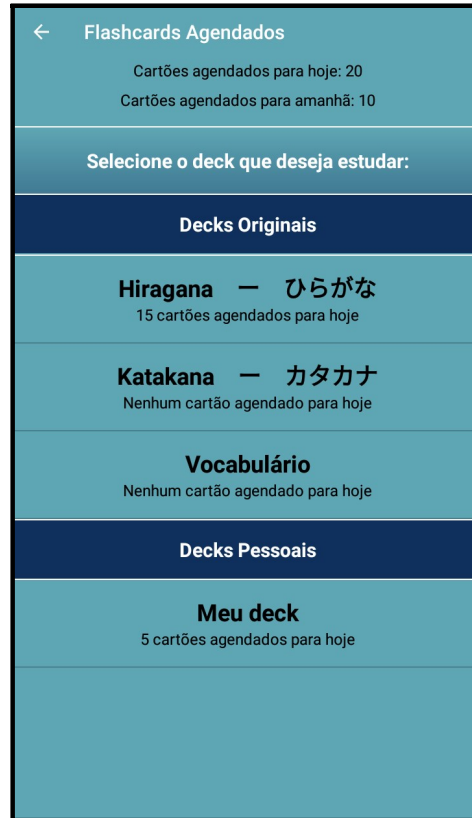 Flashcards Agendados
Cartões agendados para hoje: 20
Cartões agendados para amanhã: 10
Selecione o deck que deseja estudar:
Decks Originais
Hiragana ー ひらがな
15 cartões agendados para hoje
Katakana ー カタカナ
Nenhum cartão agendado para hoje
Vocabulário
Nenhum cartão agendado para hoje
Decks Pessoais
Meu deck
5 cartões agendados para hoje